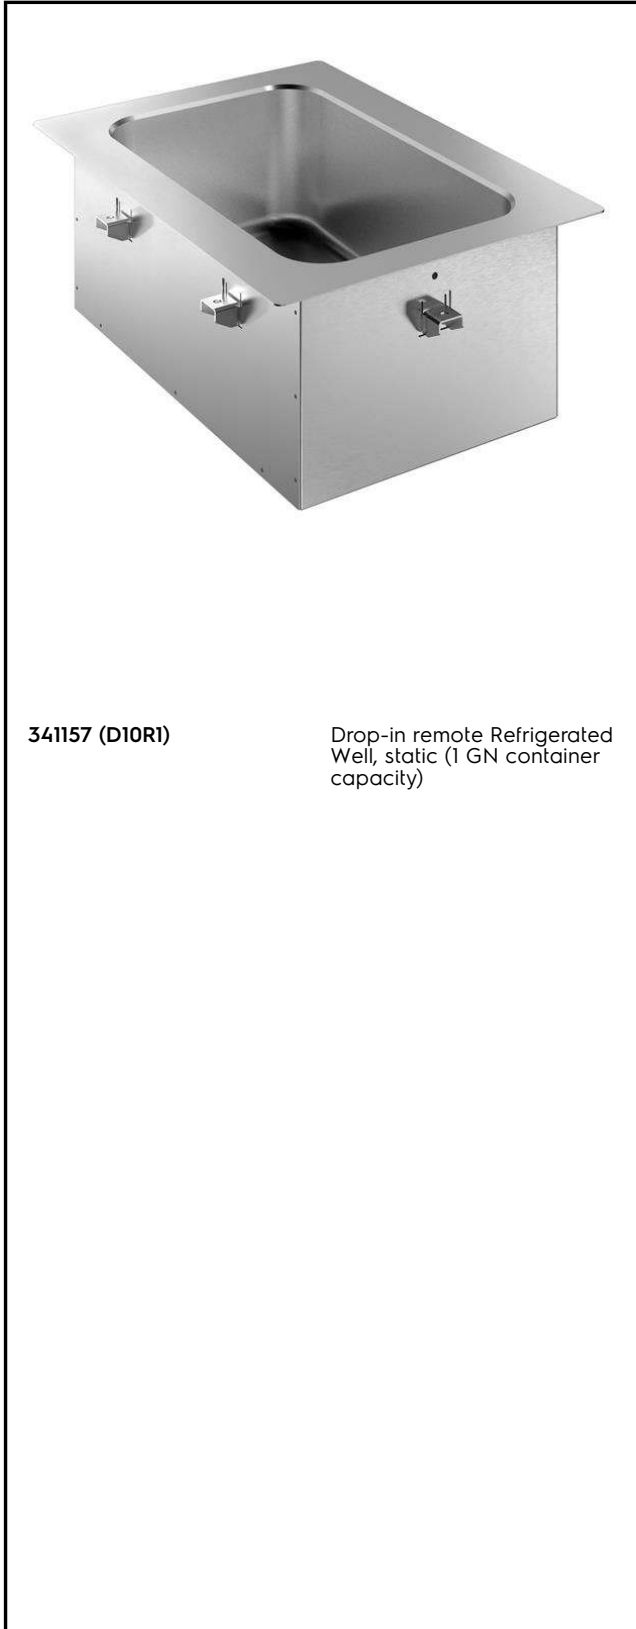 341157 (D10R1)
Drop-in remote Refrigerated
Well, static (1 GN container
capacity)